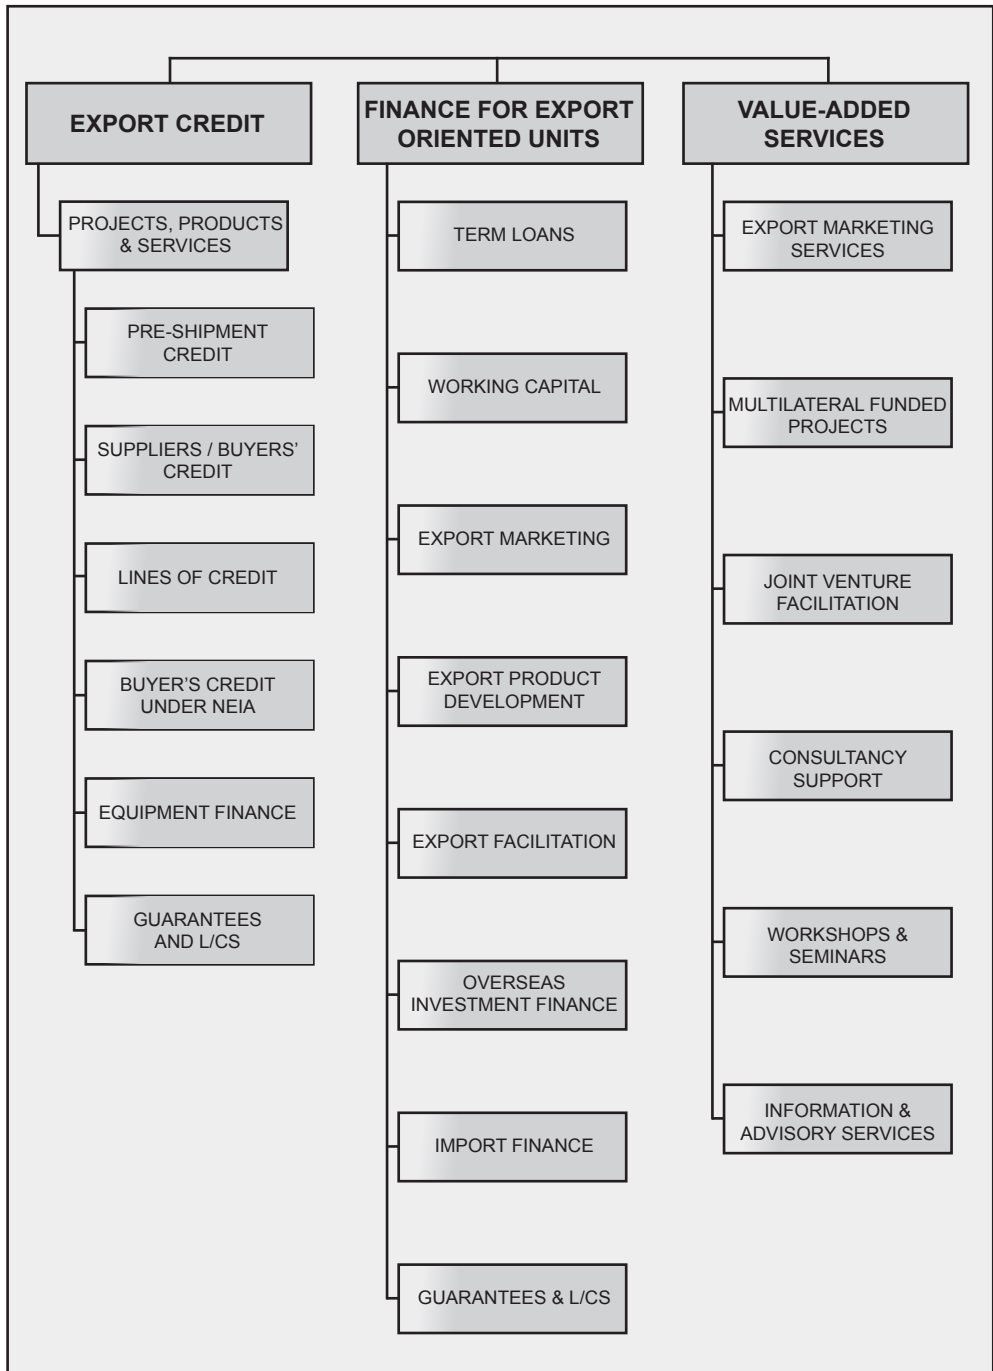 EXPORT CREDIT
PROJECTS, PRODUCTS
& SERVICES
PRE-SHIPMENT
CREDIT
SUPPLIERS / BUYERS'
CREDIT
LINES OF CREDIT
BUYER’S CREDIT
UNDER NEIA
EQUIPMENT FINANCE
GUARANTEES
AND L/CS
FINANCE FOR EXPORT
ORIENTED UNITS
TERM LOANS
WORKING CAPITAL
EXPORT MARKETING
EXPORT PRODUCT
DEVELOPMENT
EXPORT FACILITATION
OVERSEAS
INVESTMENT FINANCE
IMPORT FINANCE
GUARANTEES & L/CS
VALUE-ADDED
SERVICES
EXPORT MARKETING
SERVICES
MULTILATERAL FUNDED
PROJECTS
JOINT VENTURE
FACILITATION
CONSULTANCY
SUPPORT
WORKSHOPS &
SEMINARS
INFORMATION &
ADVISORY SERVICES